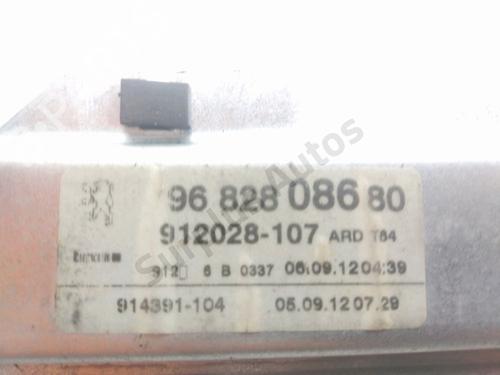 96 828 086 80
912028-107 ARD T84
912 6 B 0337 06.09.12 04:39
914391-104 05.09.12 07.29
Surplus Autos